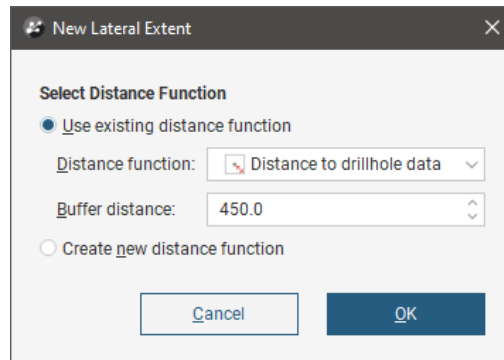 New Lateral Extent
Select Distance Function
Use existing distance function
Distance function: Distance to drillhole data
Buffer distance: 450.0
Create new distance function
Cancel OK